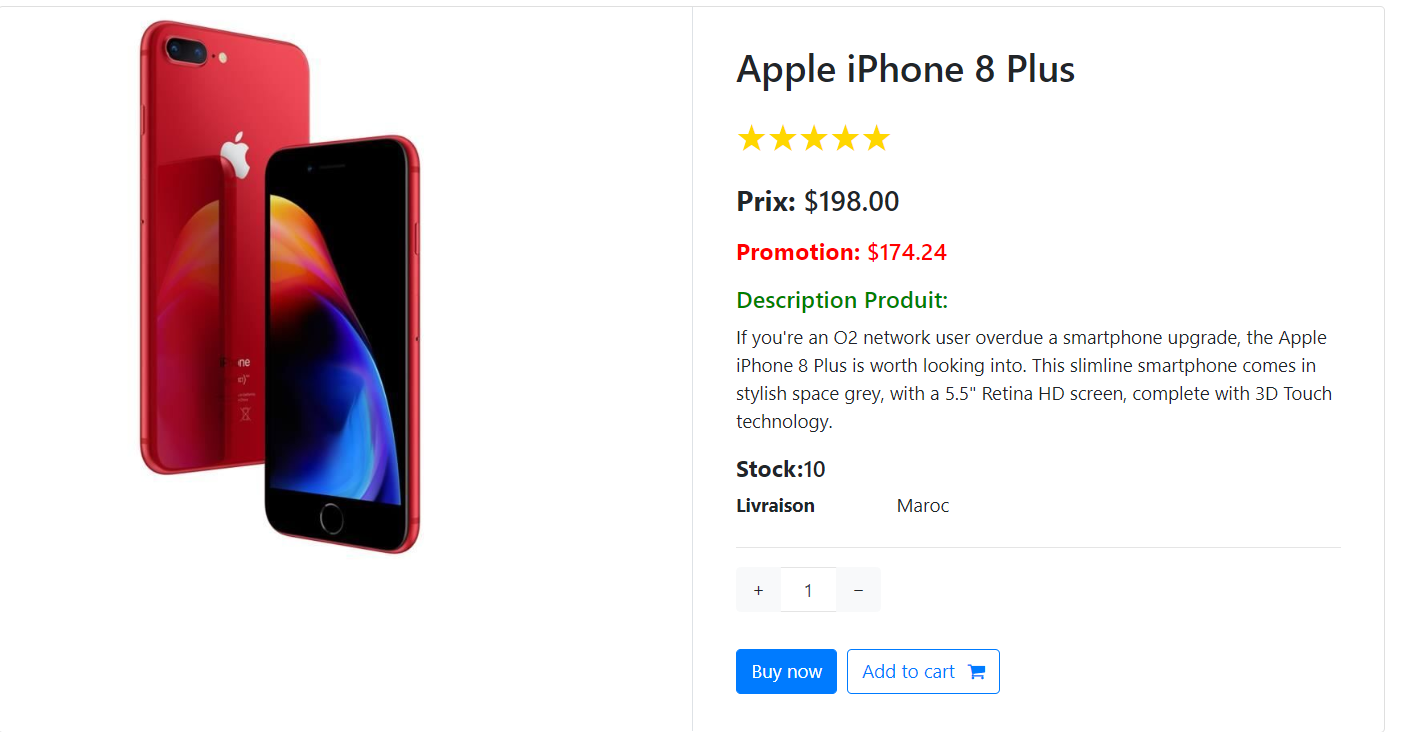 Apple iPhone 8 Plus
Prix: $198.00
Promotion: $174.24
Description Produit:
If you're an O2 network user overdue a smartphone upgrade, the Apple
iPhone 8 Plus is worth looking into. This slimline smartphone comes in
stylish space grey, with a 5.5" Retina HD screen, complete with 3D Touch
technology.
Stock:10
Livraison Maroc
+ 1 −
Buy now Add to cart